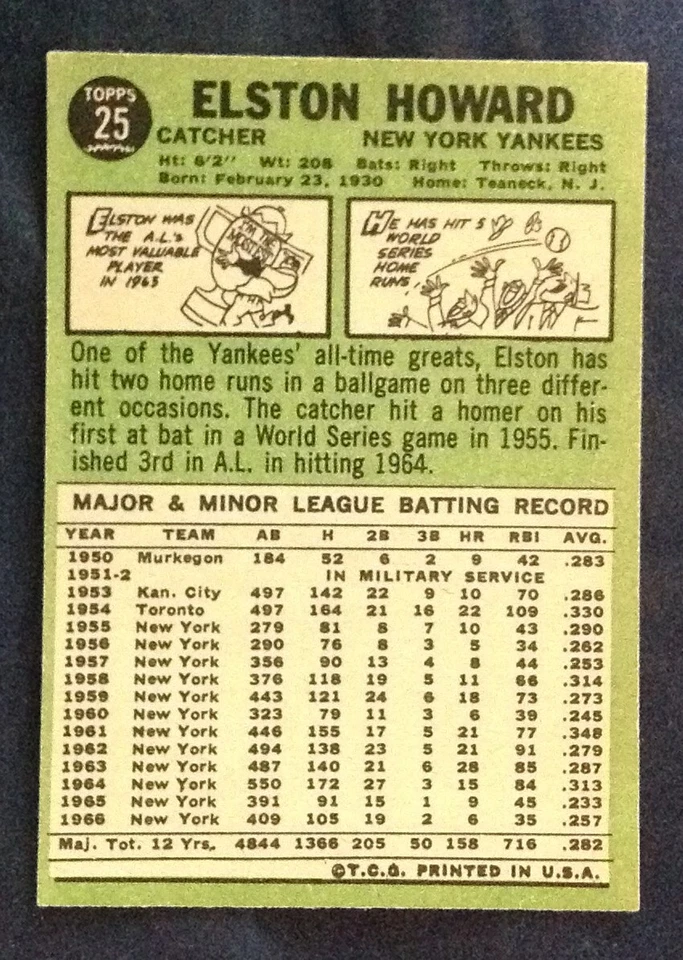 TOPPS
25
ELSTON HOWARD
CATCHER NEW YORK YANKEES
Ht: 6'2" Wt: 208 Bats: Right Throws: Right
Born: February 23, 1930 Home: Teaneck, N. J.
ELSTON WAS
THE A.L.'s
MOST VALUABLE
PLAYER
IN 1963
I'M THE
MOSTEST
HE HAS HIT 5
WORLD
SERIES
HOME
RUNS
One of the Yankees' all-time greats, Elston has
hit two home runs in a ballgame on three differ-
ent occasions. The catcher hit a homer on his
first at bat in a World Series game in 1955. Fin-
ished 3rd in A.L. in hitting 1964.
MAJOR & MINOR LEAGUE BATTING RECORD
YEAR TEAM AB H 2B 3B HR RBI AVG.
1950 Murkegon 184 52 6 2 9 42 .283
1951-2 IN MILITARY SERVICE
1953 Kan. City 497 142 22 9 10 70 .286
1954 Toronto 497 164 21 16 22 109 .330
1955 New York 279 81 8 7 10 43 .290
1956 New York 290 76 8 3 5 34 .262
1957 New York 356 90 13 4 8 44 .253
1958 New York 376 118 19 5 11 66 .314
1959 New York 443 121 24 6 18 73 .273
1960 New York 323 79 11 3 6 39 .245
1961 New York 446 155 17 5 21 77 .348
1962 New York 494 138 23 5 21 91 .279
1963 New York 487 140 21 6 28 85 .287
1964 New York 550 172 27 3 15 84 .313
1965 New York 391 91 15 1 9 45 .233
1966 New York 409 105 19 2 6 35 .257
Maj. Tot. 12 Yrs. 4844 1366 205 50 158 716 .282
©T.C.G. PRINTED IN U.S.A.